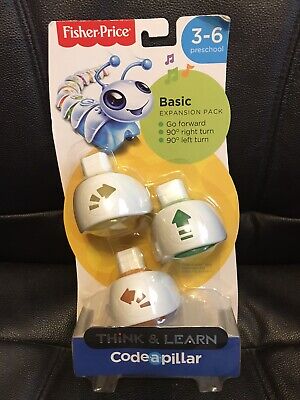 Fisher-Price
3-6
preschool
Basic
EXPANSION PACK
• Go forward
• 90° right turn
• 90° left turn
THINK & LEARN
Code-a-pillar